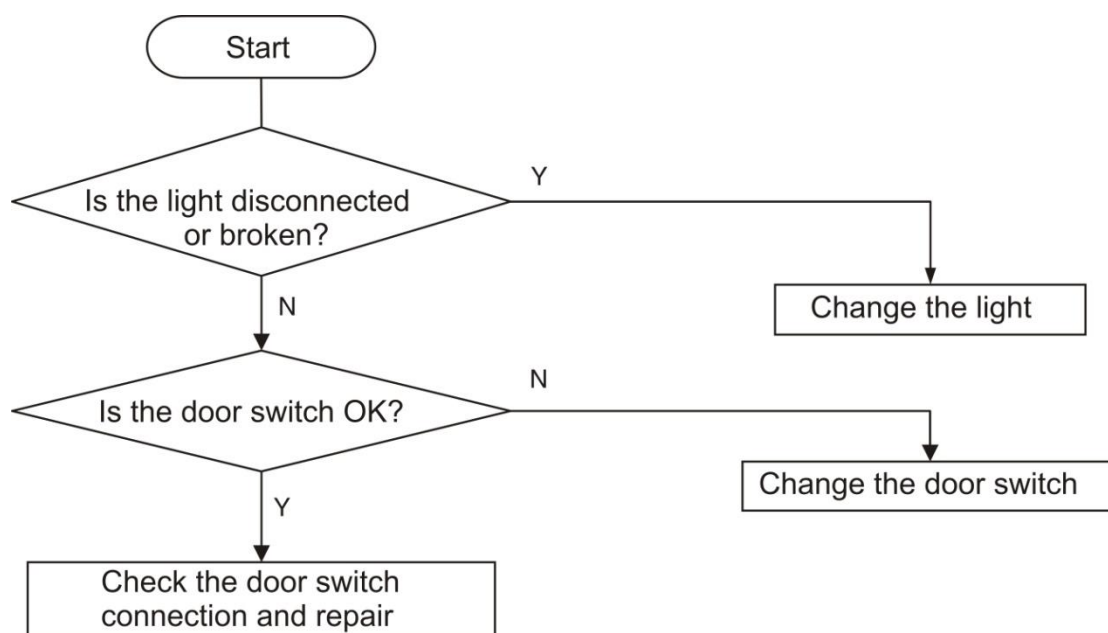 Start
Is the light disconnected
or broken?
Y
Change the light
N
Is the door switch OK?
N
Change the door switch
Y
Check the door switch
connection and repair